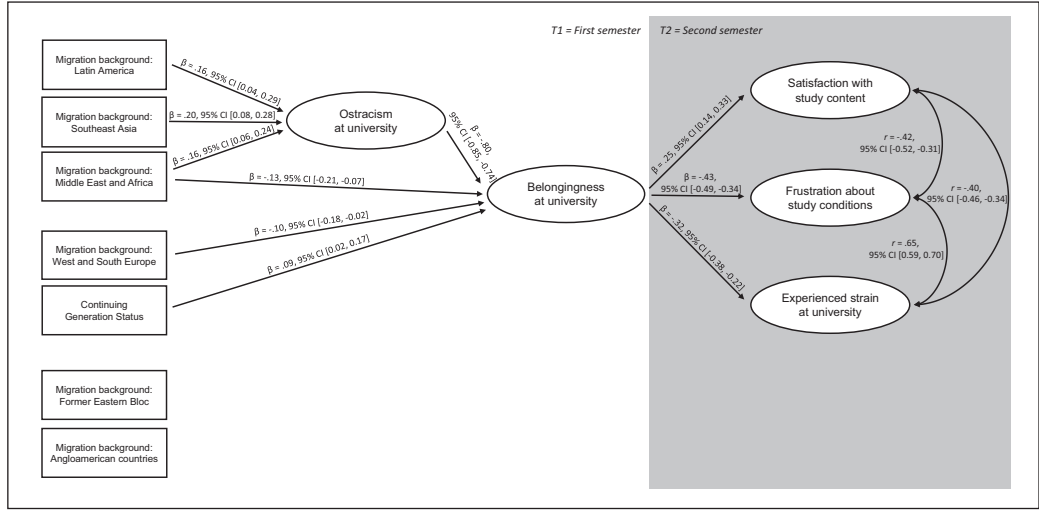 T1 = First semester
T2 = Second semester
Migration background:
Latin America
Migration background:
Southeast Asia
Migration background:
Middle East and Africa
Migration background:
West and South Europe
Continuing
Generation Status
Migration background:
Former Eastern Bloc
Migration background:
Angloamerican countries
β = .16, 95% CI [0.04, 0.29]
β = .20, 95% CI [0.08, 0.28]
β = .16, 95% CI [0.06, 0.24]
β = -.13, 95% CI [-0.21, -0.07]
β = -.10, 95% CI [-0.18, -0.02]
β = .09, 95% CI [0.02, 0.17]
Ostracism
at university
β = -.80,
95% CI [-0.85, -0.74]
Belongingness
at university
β = .25, 95% CI [0.14, 0.33]
β = -.43,
95% CI [-0.49, -0.34]
β = -.32, 95% CI [-0.38, -0.22]
Satisfaction with
study content
Frustration about
study conditions
Experienced strain
at university
r = -.42,
95% CI [-0.52, -0.31]
r = -.40,
95% CI [-0.46, -0.34]
r = .65,
95% CI [0.59, 0.70]